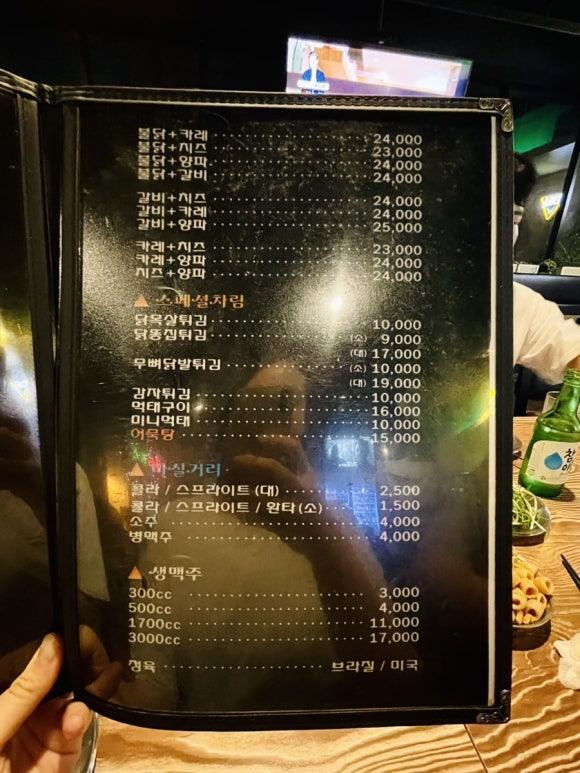 불닭+카레 24,000
불닭+치즈 23,000
불닭+양파 24,000
불닭+갈비 24,000
갈비+치즈 24,000
갈비+카레 24,000
갈비+양파 25,000
카레+치즈 23,000
카레+양파 24,000
치즈+양파 24,000
▲ 스페셜.차림
닭목살튀김 10,000
닭똥집튀김 (소) 9,000
(대) 17,000
무뼈닭발튀김 (소) 10,000
(대) 19,000
감자튀김 10,000
먹태구이 16,000
미니먹태 10,000
어묵탕 15,000
▲ 마실.거리
콜라 / 스프라이트 (대) 2,500
콜라 / 스프라이트 / 환타 (소) 1,500
소주 4,000
병맥주 4,000
▲ 생맥주
300cc 3,000
500cc 4,000
1700cc 11,000
3000cc 17,000
정육 브라질 / 미국
참이